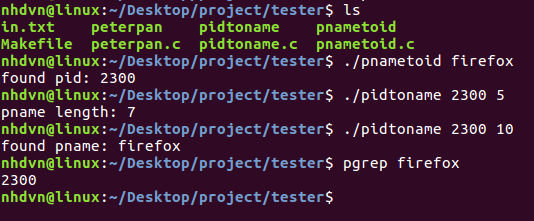 nhdvn@linux:~/Desktop/project/tester$ ls
in.txt peterpan pidtoname pnametoid
Makefile peterpan.c pidtoname.c pnametoid.c
nhdvn@linux:~/Desktop/project/tester$ ./pnametoid firefox
found pid: 2300
nhdvn@linux:~/Desktop/project/tester$ ./pidtoname 2300 5
pname length: 7
nhdvn@linux:~/Desktop/project/tester$ ./pidtoname 2300 10
found pname: firefox
nhdvn@linux:~/Desktop/project/tester$ pgrep firefox
2300
nhdvn@linux:~/Desktop/project/tester$